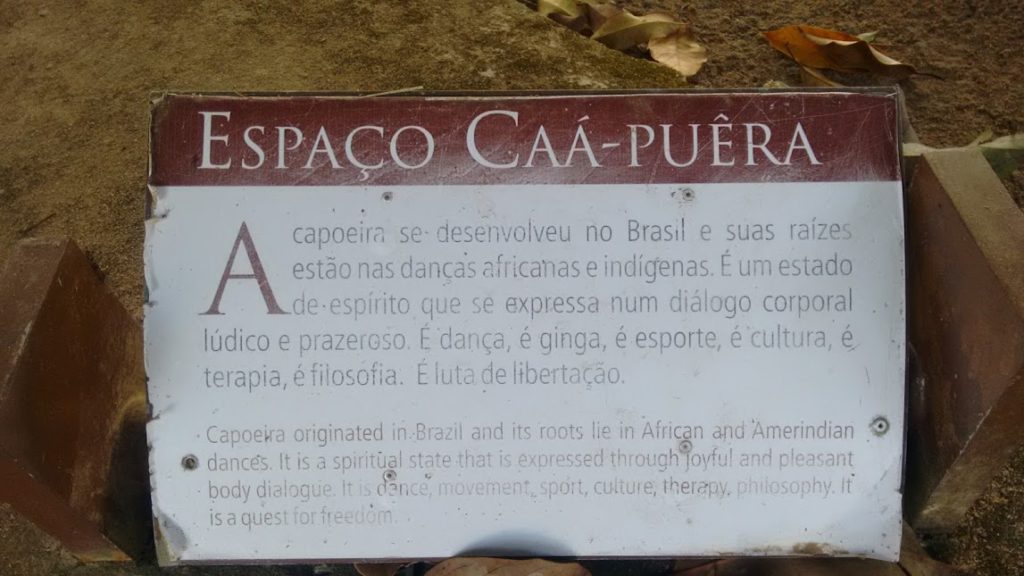 ESPAÇO CAÁ-PUÊRA
A capoeira se desenvolveu no Brasil e suas raízes
estão nas danças africanas e indígenas. É um estado
de espírito que se expressa num diálogo corporal
lúdico e prazeroso. É dança, é ginga, é esporte, é cultura, é
terapia, é filosofia. É luta de libertação.
Capoeira originated in Brazil and its roots lie in African and Amerindian
dances. It is a spiritual state that is expressed through joyful and pleasant
body dialogue. It is dance, movement, sport, culture, therapy, philosophy. It
is a quest for freedom.